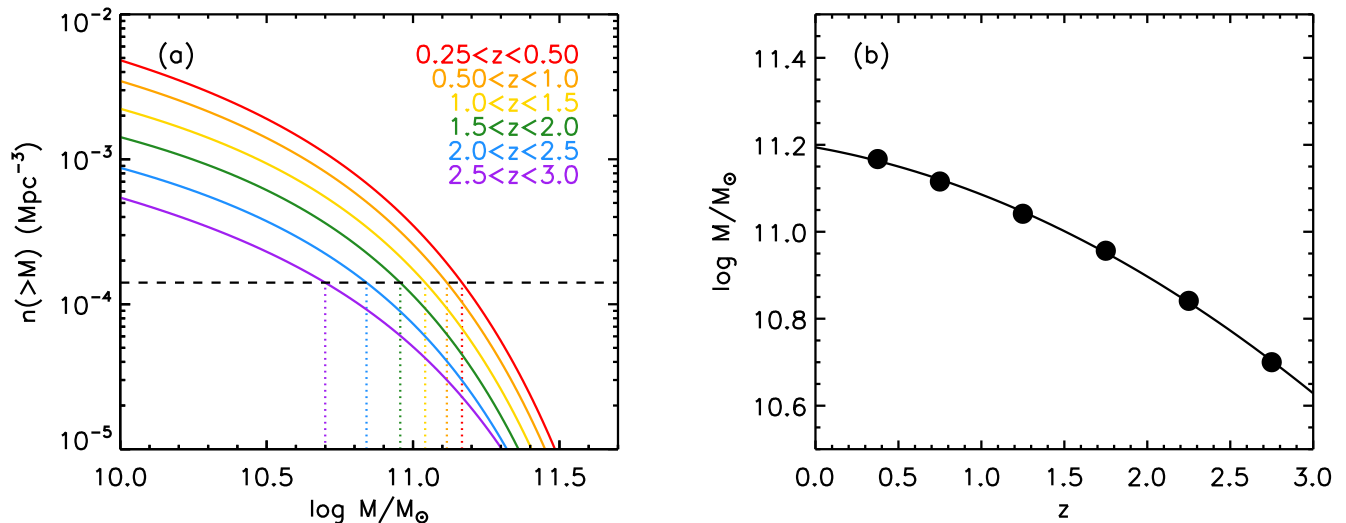 (a)
0.25<z<0.50
0.50<z<1.0
1.0<z<1.5
1.5<z<2.0
2.0<z<2.5
2.5<z<3.0
10⁻²
10⁻³
10⁻⁴
10⁻⁵
n(>M) (Mpc⁻³)
10.0 10.5 11.0 11.5
log M/M⊙
(b)
11.4
11.2
11.0
10.8
10.6
log M/M⊙
0.0 0.5 1.0 1.5 2.0 2.5 3.0
z